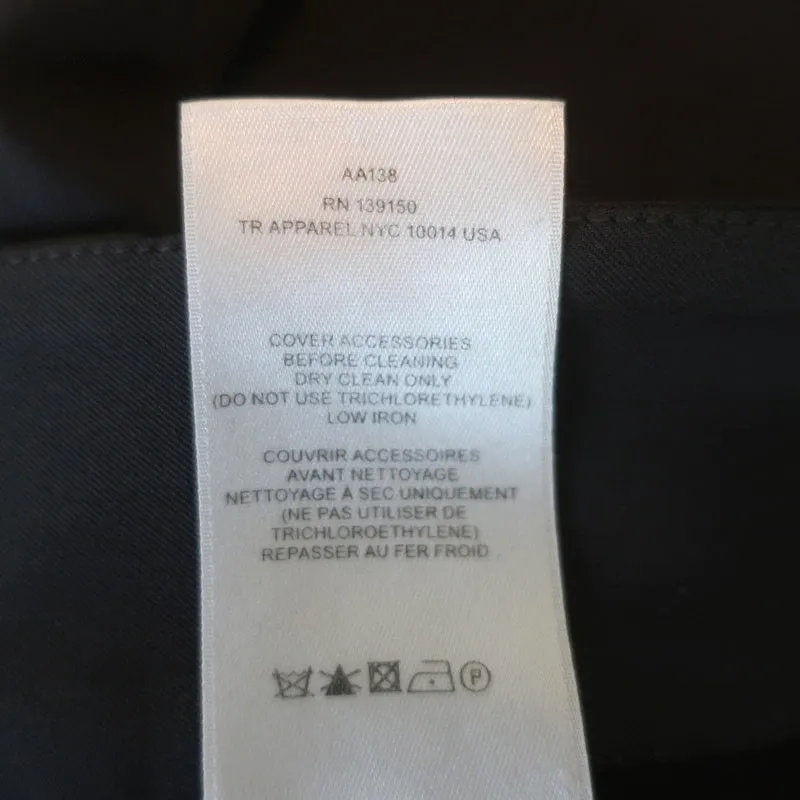 AA138
RN 139150
TR APPAREL NYC 10014 USA
COVER ACCESSORIES
BEFORE CLEANING
DRY CLEAN ONLY
(DO NOT USE TRICHLORETHYLENE)
LOW IRON
COUVRIR ACCESSOIRES
AVANT NETTOYAGE
NETTOYAGE À SEC UNIQUEMENT
(NE PAS UTILISER DE
TRICHLOROETHYLENE)
REPASSER AU FER FROID
P